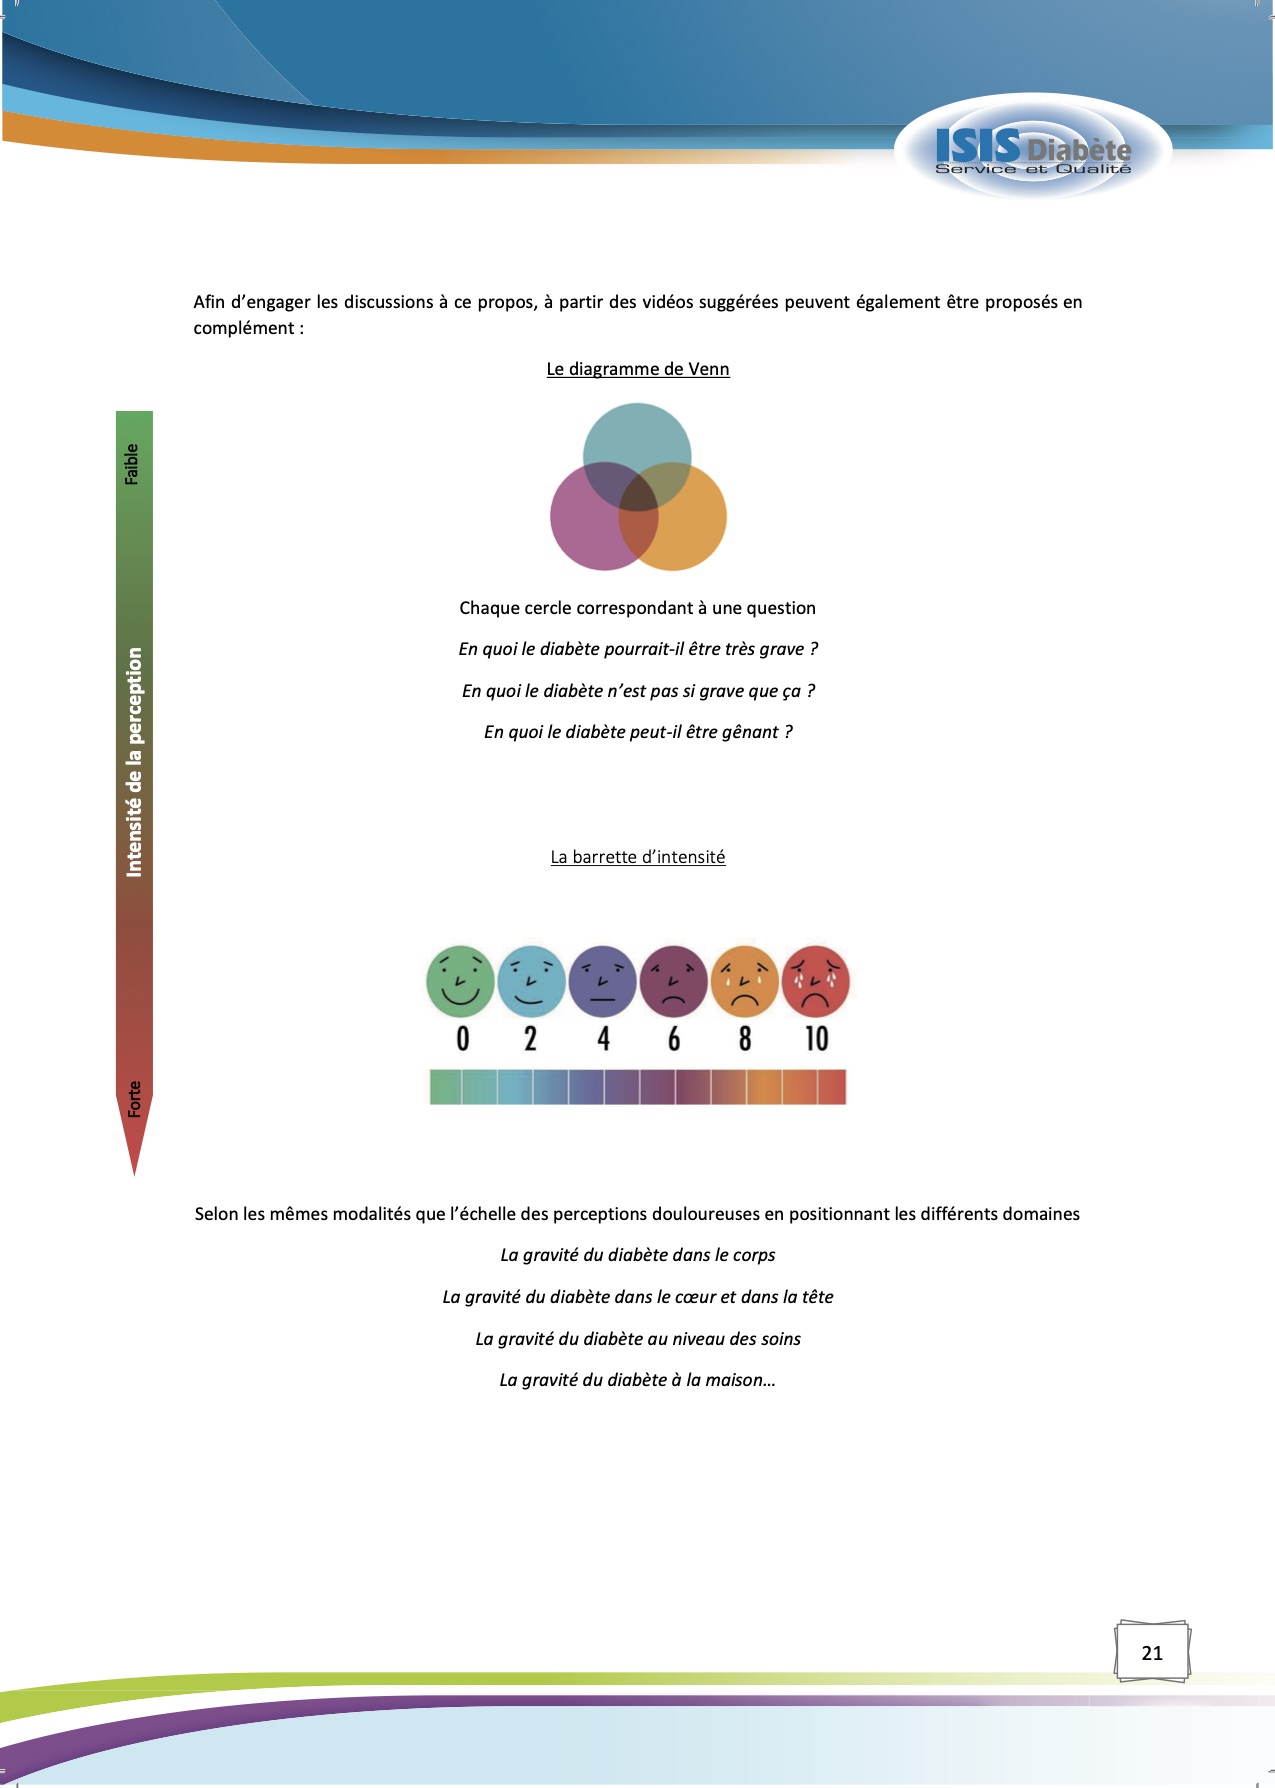 ISIS Diabète
Service et Qualité
Afin d’engager les discussions à ce propos, à partir des vidéos suggérées peuvent également être proposés en
complément :
Le diagramme de Venn
Faible
Intensité de la perception
Forte
Chaque cercle correspondant à une question
En quoi le diabète pourrait-il être très grave ?
En quoi le diabète n’est pas si grave que ça ?
En quoi le diabète peut-il être gênant ?
La barrette d’intensité
0 2 4 6 8 10
Selon les mêmes modalités que l’échelle des perceptions douloureuses en positionnant les différents domaines
La gravité du diabète dans le corps
La gravité du diabète dans le cœur et dans la tête
La gravité du diabète au niveau des soins
La gravité du diabète à la maison…
21